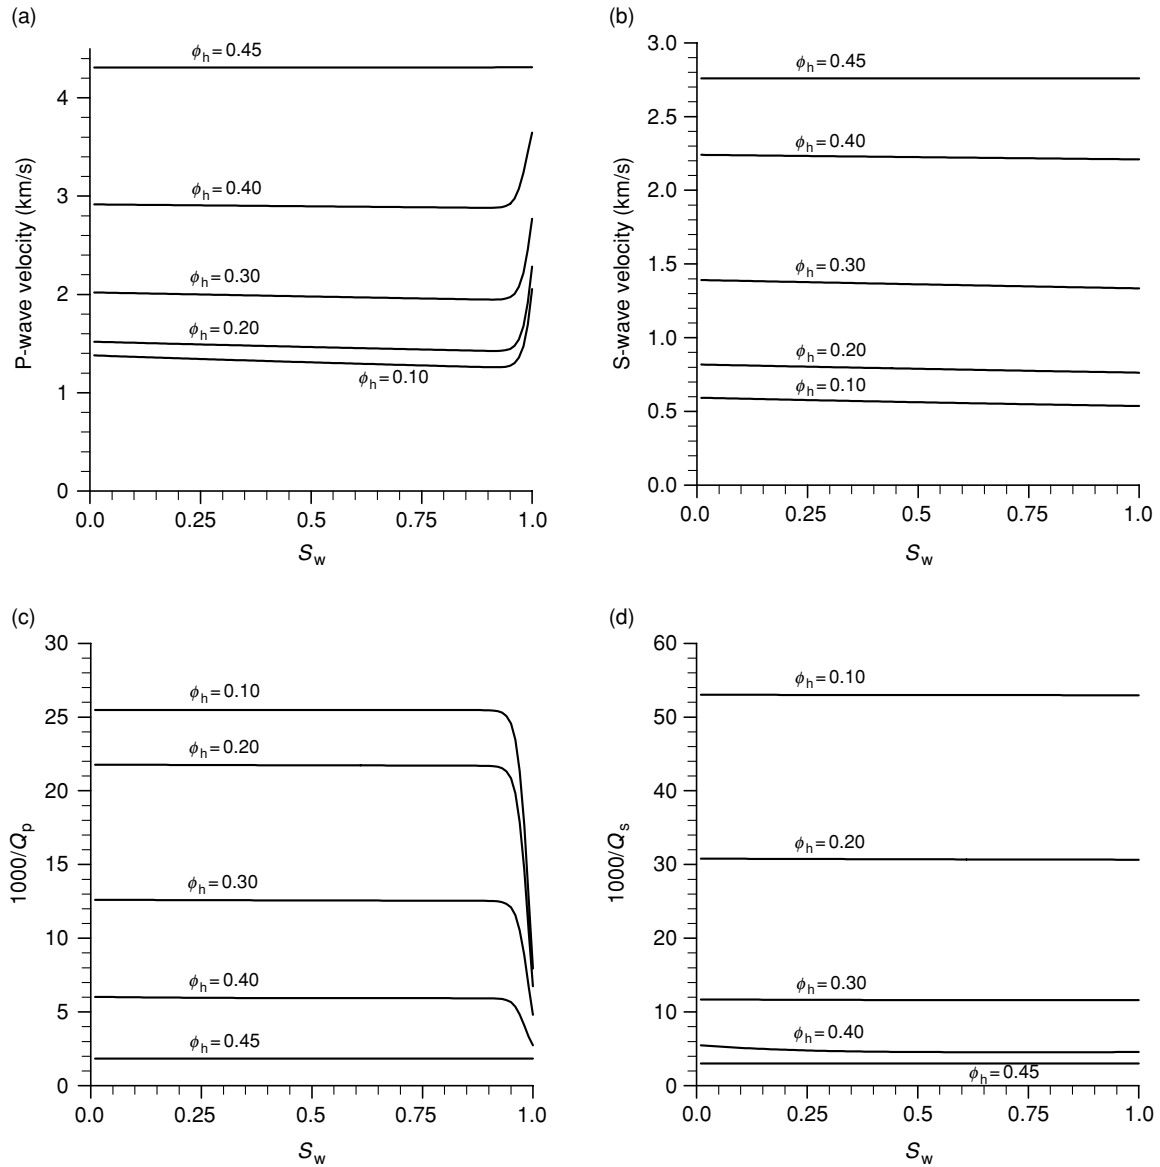 (a)
ϕh = 0.45
4
ϕh = 0.40
3
ϕh = 0.30
2
ϕh = 0.20
1
ϕh = 0.10
0
0.0 0.25 0.50 0.75 1.0
P-wave velocity (km/s)
Sw
(b)
3.0
ϕh = 0.45
2.5
ϕh = 0.40
2.0
1.5
ϕh = 0.30
1.0
ϕh = 0.20
ϕh = 0.10
0.5
0.0
0.0 0.25 0.50 0.75 1.0
S-wave velocity (km/s)
Sw
(c)
30
ϕh = 0.10
25
ϕh = 0.20
20
15
ϕh = 0.30
10
ϕh = 0.40
5
ϕh = 0.45
0
0.0 0.25 0.50 0.75 1.0
1000/Qp
Sw
(d)
60
ϕh = 0.10
50
40
ϕh = 0.20
30
20
ϕh = 0.30
10
ϕh = 0.40
ϕh = 0.45
0
0.0 0.25 0.50 0.75 1.0
1000/Qs
Sw